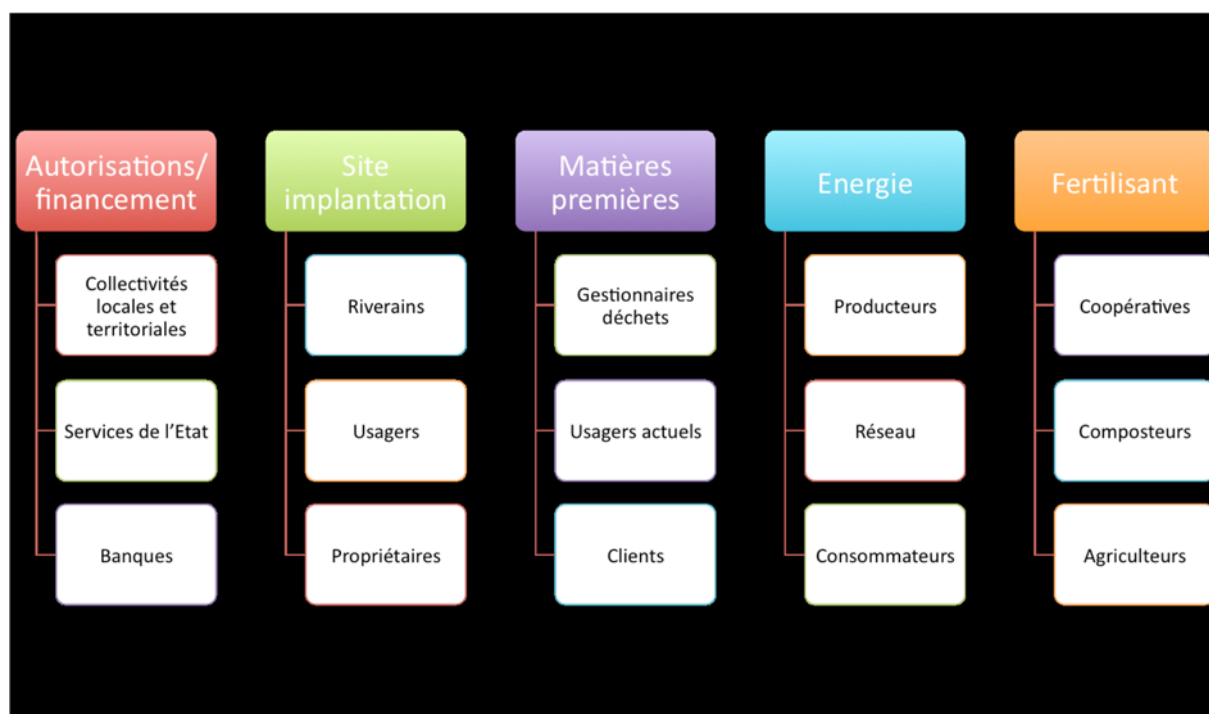 Autorisations/
financement
Collectivités
locales et
territoriales
Services de l'Etat
Banques
Site
implantation
Riverains
Usagers
Propriétaires
Matières
premières
Gestionnaires
déchets
Usagers actuels
Clients
Energie
Producteurs
Réseau
Consommateurs
Fertilisant
Coopératives
Composteurs
Agriculteurs